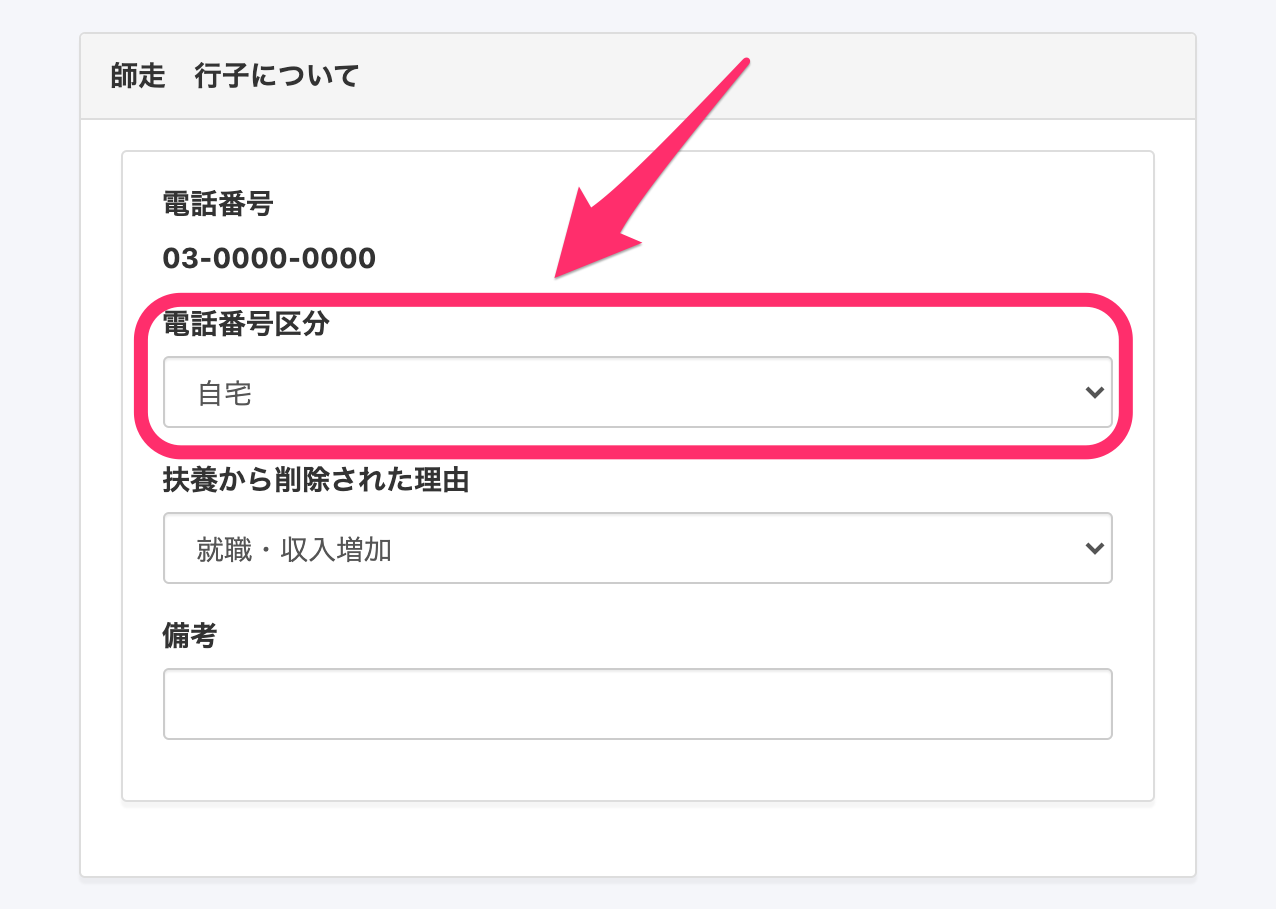 師走　行子について
電話番号
03-0000-0000
電話番号区分
自宅
扶養から削除された理由
就職・収入増加
備考